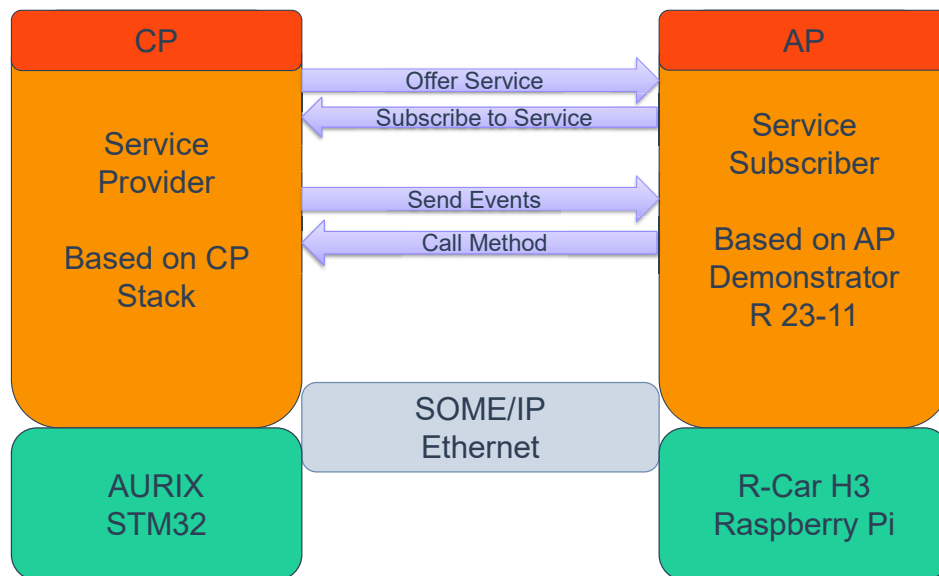 CP
Service
Provider
Based on CP
Stack
Offer Service
Subscribe to Service
Send Events
Call Method
AP
Service
Subscriber
Based on AP
Demonstrator
R 23-11
SOME/IP
Ethernet
AURIX
STM32
R-Car H3
Raspberry Pi